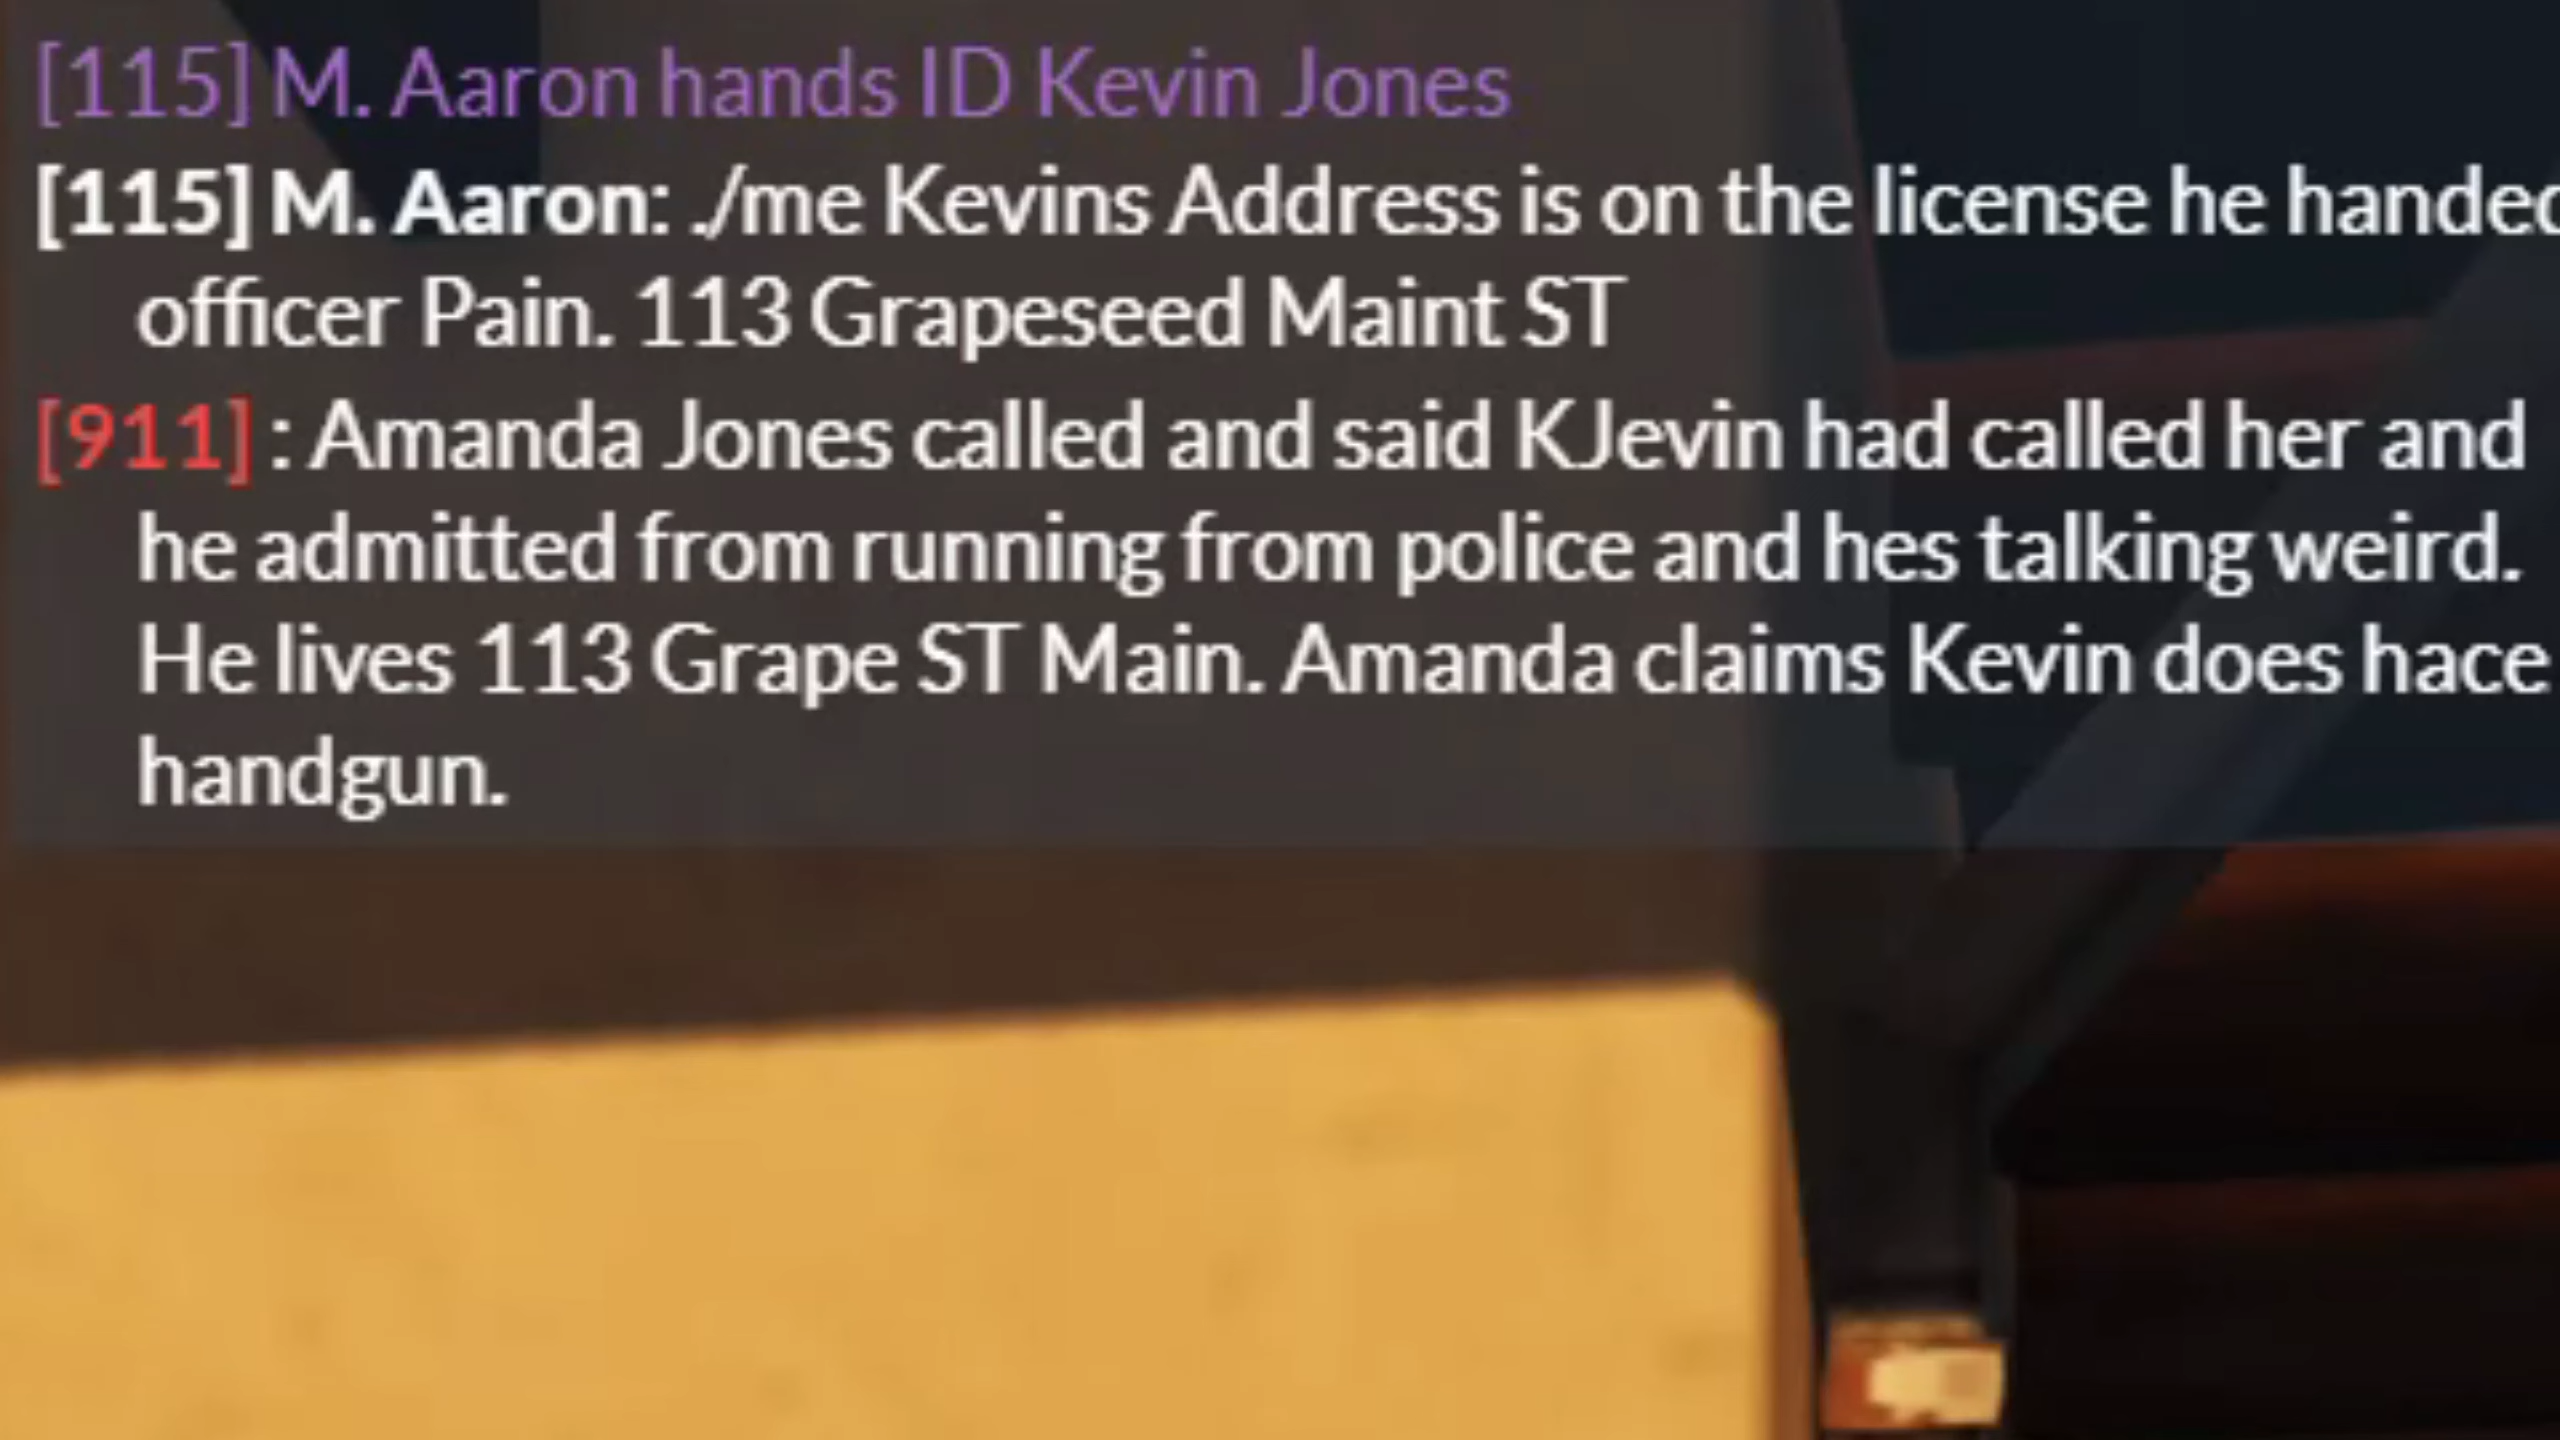 [115] M. Aaron hands ID Kevin Jones
[115] M. Aaron: ./me Kevins Address is on the license he handed
officer Pain. 113 Grapeseed Maint ST
[911] : Amanda Jones called and said KJevin had called her and
he admitted from running from police and hes talking weird.
He lives 113 Grape ST Main. Amanda claims Kevin does hace
handgun.